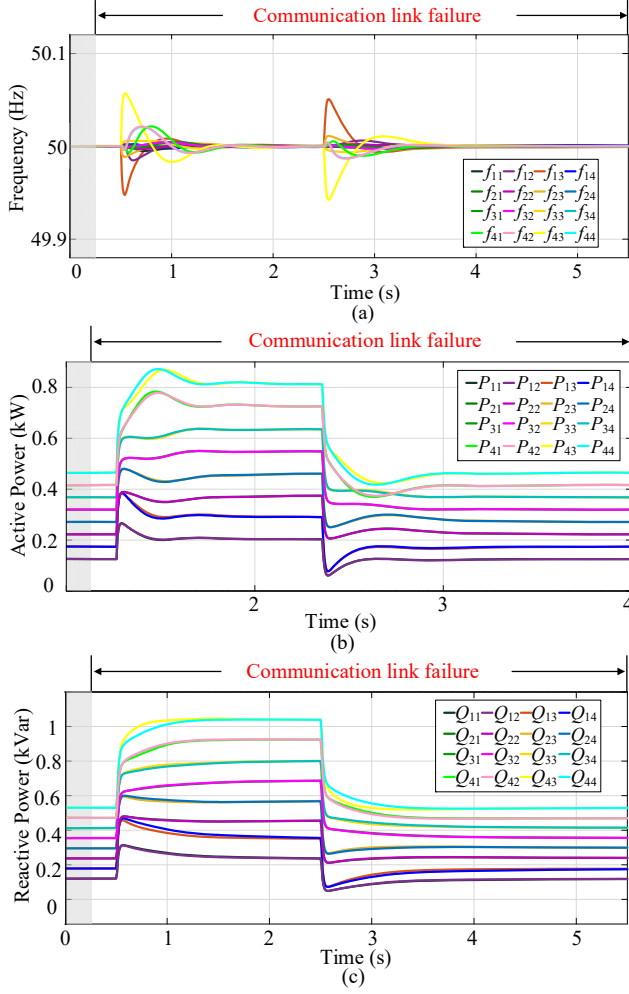 Communication link failure
50.1
50
49.9
Frequency (Hz)
f11 f12 f13 f14
f21 f22 f23 f24
f31 f32 f33 f34
f41 f42 f43 f44
0 1 2 3 4 5
Time (s)
(a)
Communication link failure
0.8
0.6
0.4
0.2
0
Active Power (kW)
P11 P12 P13 P14
P21 P22 P23 P24
P31 P32 P33 P34
P41 P42 P43 P44
2 3 4
Time (s)
(b)
Communication link failure
1
0.8
0.6
0.4
0.2
0
Reactive Power (kVar)
Q11 Q12 Q13 Q14
Q21 Q22 Q23 Q24
Q31 Q32 Q33 Q34
Q41 Q42 Q43 Q44
0 1 2 3 4 5
Time (s)
(c)